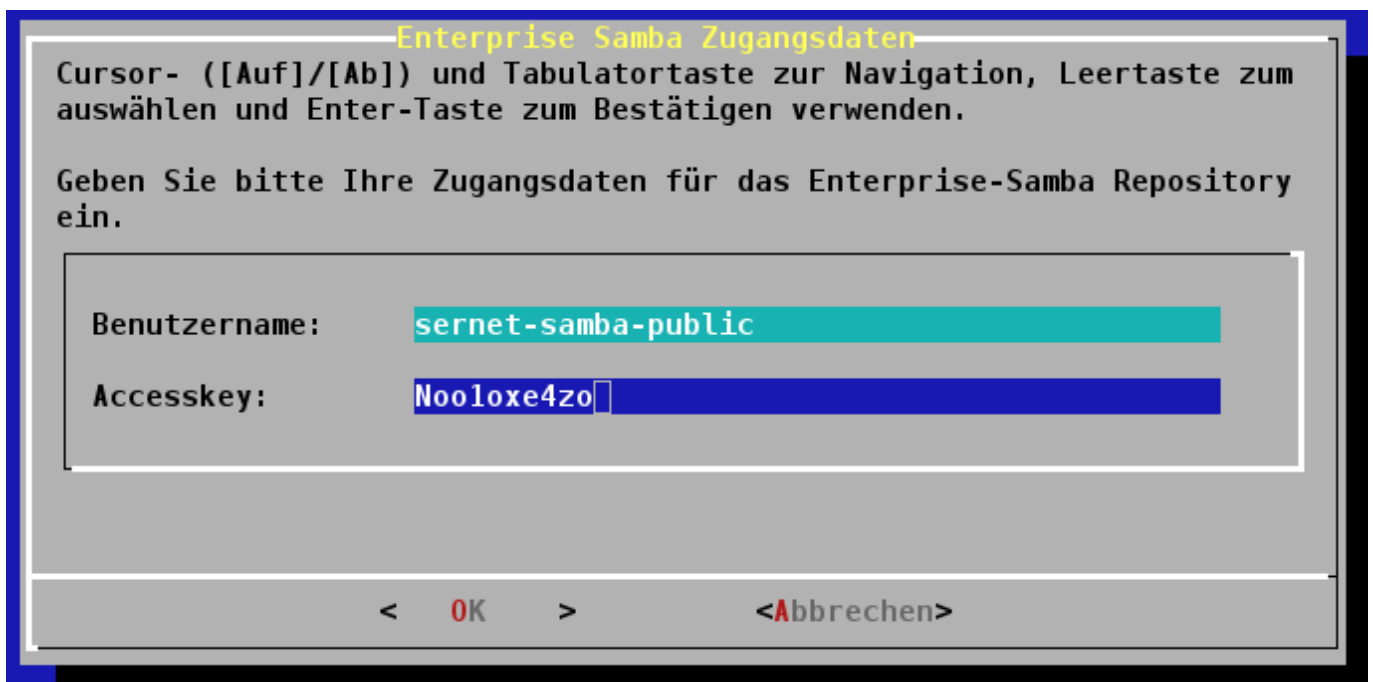 Enterprise Samba Zugangsdaten
Cursor- ([Auf]/[Ab]) und Tabulatortaste zur Navigation, Leertaste zum
auswählen und Enter-Taste zum Bestätigen verwenden.
Geben Sie bitte Ihre Zugangsdaten für das Enterprise-Samba Repository
ein.
Benutzername: sernet-samba-public
Accesskey: Nooloxe4zo
< OK > <Abbrechen>